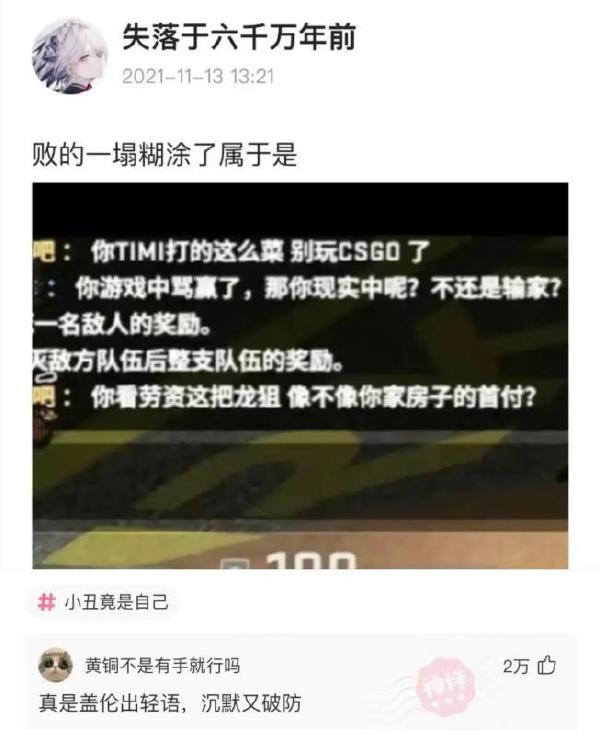 失落于六千万年前
2021-11-13 13:21
败的一塌糊涂了属于是
吧： 你TIMI打的这么菜 别玩CSGO 了
： 你游戏中骂赢了，那你现实中呢？不还是输家？
一名敌人的奖励。
灭敌方队伍后整支队伍的奖励。
吧： 你看劳资这把龙狙 像不像你家房子的首付？
100
# 小丑竟是自己
黄铜不是有手就行吗
2万
真是盖伦出轻语，沉默又破防
神评